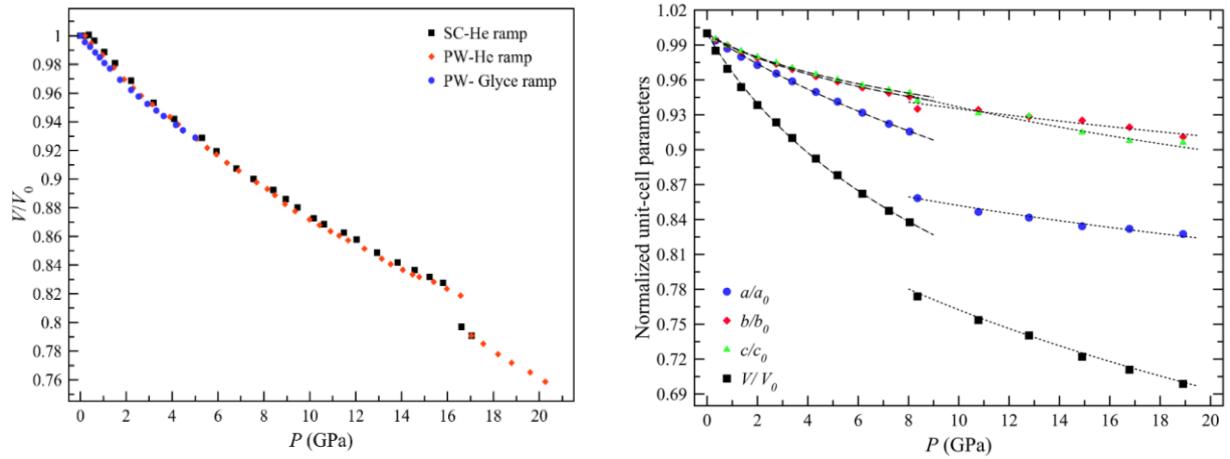 SC-He ramp
PW-He ramp
PW- Glyce ramp
1
0.98
0.96
0.94
0.92
0.9
0.88
0.86
0.84
0.82
0.8
0.78
0.76
V/V0
0 2 4 6 8 10 12 14 16 18 20
P (GPa)
0.99
0.96
0.93
0.9
0.87
0.84
0.81
0.78
0.75
0.72
0.69
Normalized unit-cell parameters
a/a0
b/b0
c/c0
V/ V0
0 2 4 6 8 10 12 14 16 18 20
P (GPa)